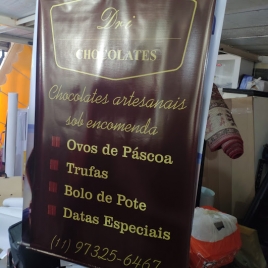 Dri
CHOCOLATES
Chocolates artesanais
sob encomenda
Ovos de Páscoa
Trufas
Bolo de Pote
Datas Especiais
(11) 97325-6467